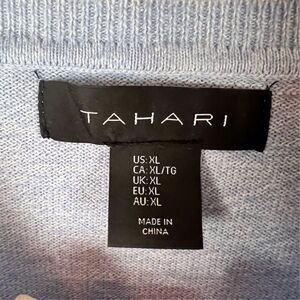 TAHARI
US:XL
CA:XL/TG
UK:XL
EU:XL
AU:XL
MADE IN
CHINA